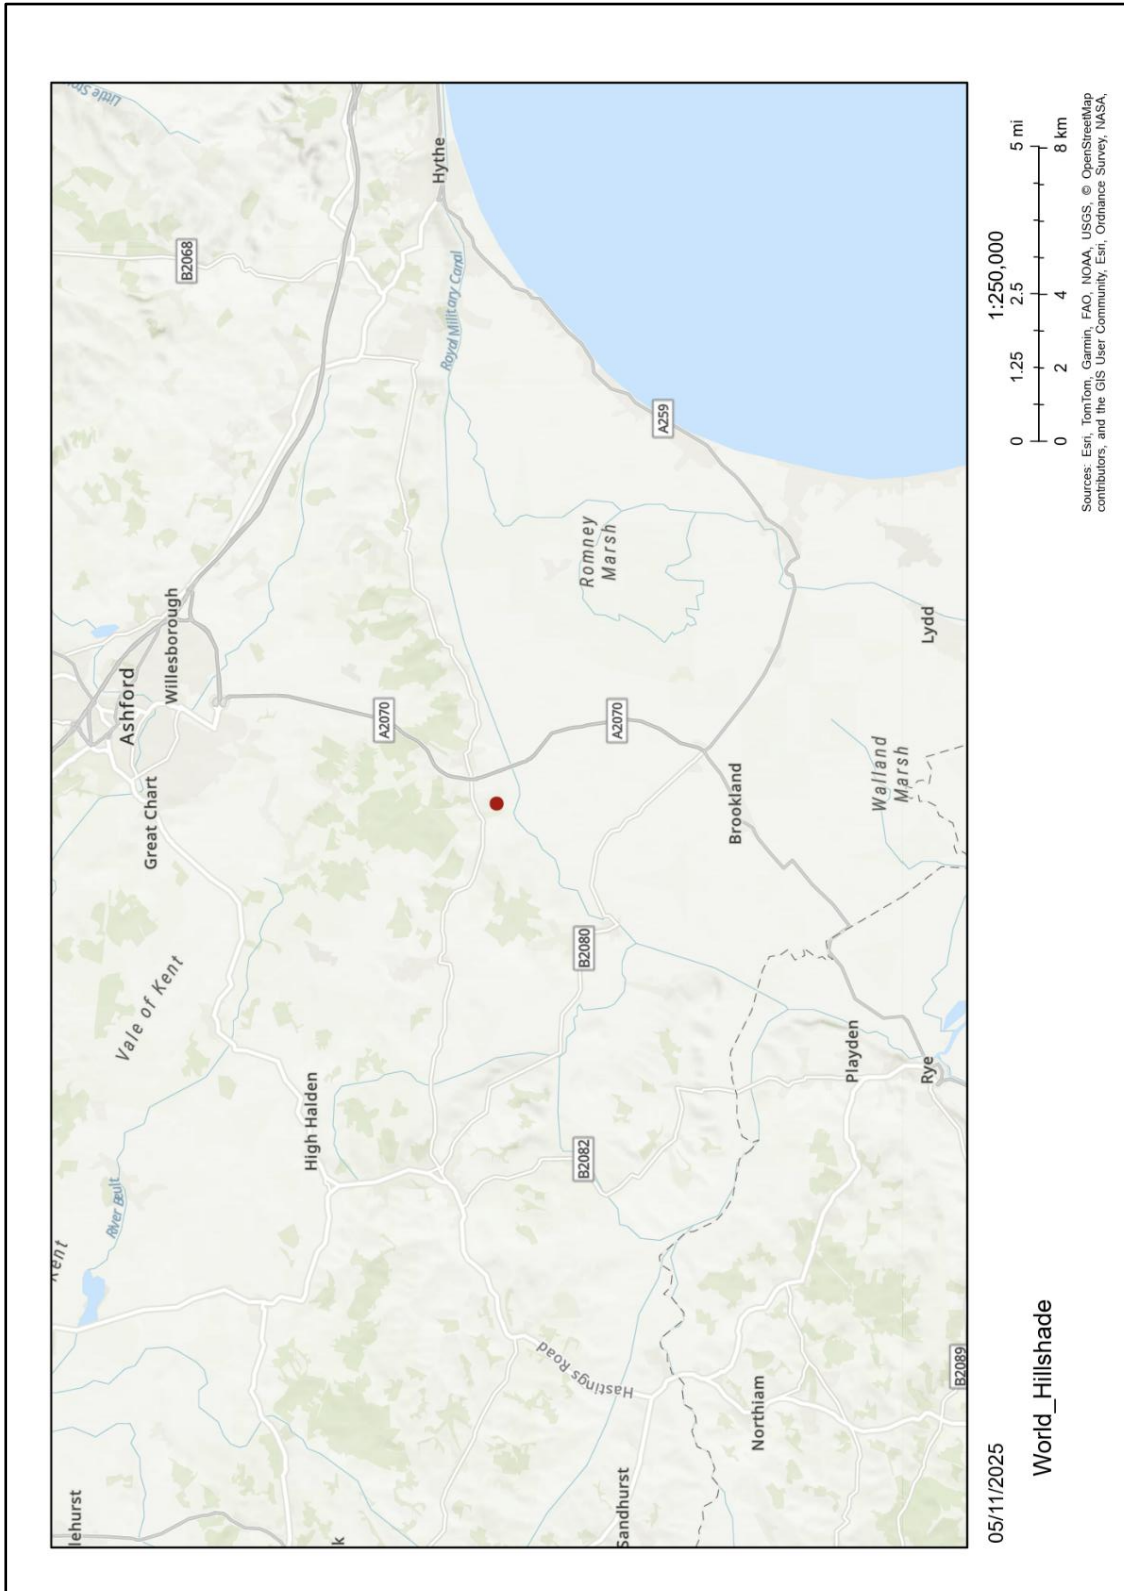 lehurst
Kent
Little Sto
River Beult
Ashford
Vale of Kent
Great Chart
Willesborough
B2068
High Halden
k
A2070
Hythe
Royal Military Canal
Hastings Road
B2082
B2080
Romney
Marsh
A2070
Sandhurst
A259
Brookland
Northiam
Playden
Walland
Marsh
Rye
Lydd
B2089
05/11/2025
1:250,000
0 1.25 2.5 5 mi
0 2 4 8 km
World_Hillshade
Sources: Esri, TomTom, Garmin, FAO, NOAA, USGS, © OpenStreetMap
contributors, and the GIS User Community, Esri, Ordnance Survey, NASA,